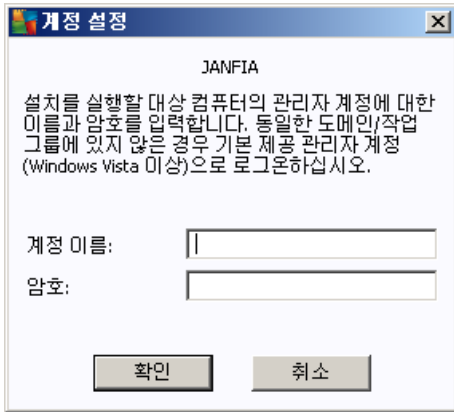 계정 설정
JANFIA
설치를 실행할 대상 컴퓨터의 관리자 계정에 대한
이름과 암호를 입력합니다. 동일한 도메인/작업
그룹에 있지 않은 경우 기본 제공 관리자 계정
(Windows Vista 이상)으로 로그온하십시오.
계정 이름:
암호:
확인 취소